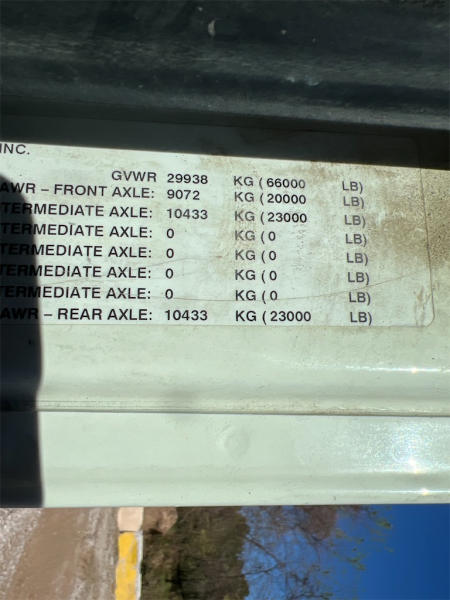 INC.
GVWR 29938 KG ( 66000 LB)
AWR – FRONT AXLE: 9072 KG ( 20000 LB)
TERMEDIATE AXLE: 10433 KG ( 23000 LB)
TERMEDIATE AXLE: 0 KG ( 0 LB)
TERMEDIATE AXLE: 0 KG ( 0 LB)
TERMEDIATE AXLE: 0 KG ( 0 LB)
TERMEDIATE AXLE: 0 KG ( 0 LB)
AWR – REAR AXLE: 10433 KG ( 23000 LB)